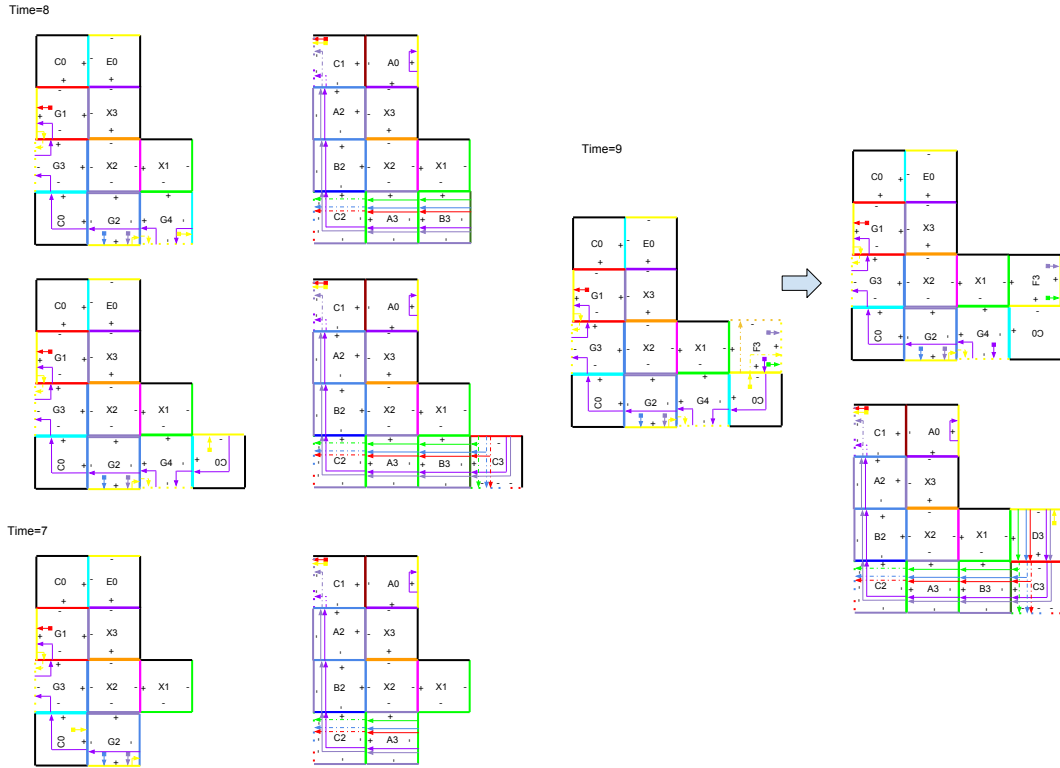 Time=8
C0 + - E0
+ +
+ G1 - X3
- +
- G3 - - X2 - + X1 -
C0 + G2 + - G4
C1 + A0 +
A2 + - X3
B2 + - X2 - + X1 -
C2 + A3 + B3
Time=9
C0 + - E0
+ +
+ G1 - X3
- +
- G3 - - X2 - + X1 - F3
C0 + G2 + - G4 + C0
C0 + - E0
+ +
+ G1 - X3
- +
- G3 - - X2 - + X1 - F3
C0 + G2 + - G4 + C0
C0 + - E0
+ +
+ G1 - X3
- +
- G3 - - X2 - + X1 -
C0 + G2 + - G4 + C0
C1 + A0 +
A2 + - X3
B2 + - X2 - + X1 -
C2 + A3 + B3 + C3
C1 + A0 +
A2 + - X3
B2 + - X2 - + X1 - + D3 -
C2 + A3 + B3 + C3
Time=7
C0 + - E0
+ +
+ G1 - X3
- +
- G3 - - X2 - + X1 -
C0 + G2
C1 + A0 +
A2 + - X3
B2 + - X2 - + X1 -
C2 + A3